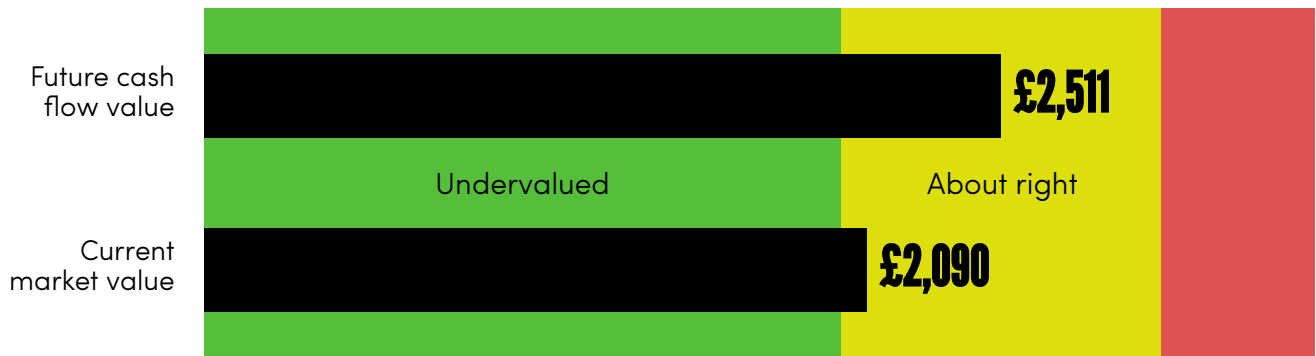 Future cash
flow value
£2,511
Undervalued
About right
Current
market value
£2,090